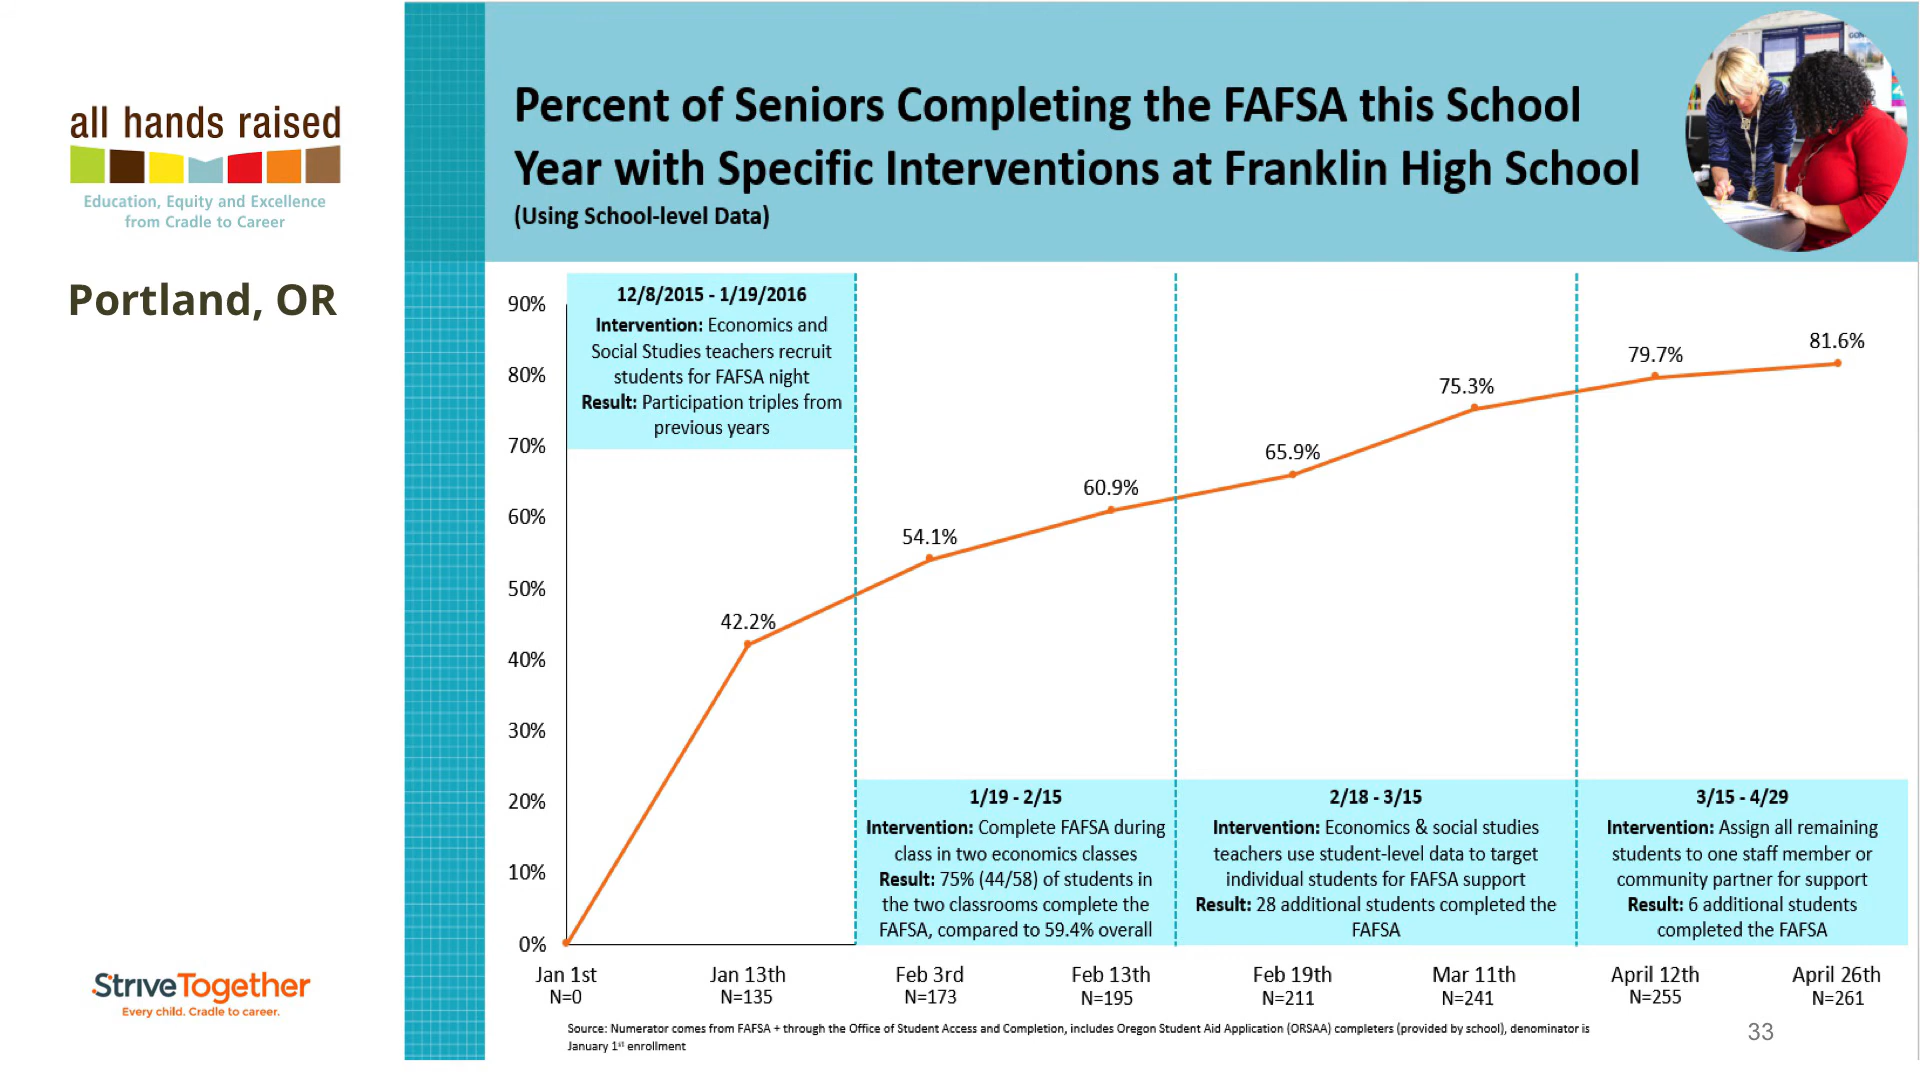 all hands raised
Education, Equity and Excellence
from Cradle to Career
Portland, OR
StriveTogether
Every child. Cradle to career.
Percent of Seniors Completing the FAFSA this School
Year with Specific Interventions at Franklin High School
(Using School-level Data)
90%
80%
70%
60%
50%
40%
30%
20%
10%
0%
12/8/2015 - 1/19/2016
Intervention: Economics and
Social Studies teachers recruit
students for FAFSA night
Result: Participation triples from
previous years
42.2%
54.1%
60.9%
65.9%
75.3%
79.7%
81.6%
1/19 - 2/15
Intervention: Complete FAFSA during
class in two economics classes
Result: 75% (44/58) of students in
the two classrooms complete the
FAFSA, compared to 59.4% overall
2/18 - 3/15
Intervention: Economics & social studies
teachers use student-level data to target
individual students for FAFSA support
Result: 28 additional students completed the
FAFSA
3/15 - 4/29
Intervention: Assign all remaining
students to one staff member or
community partner for support
Result: 6 additional students
completed the FAFSA
Jan 1st Jan 13th Feb 3rd Feb 13th Feb 19th Mar 11th April 12th April 26th
N=0 N=135 N=173 N=195 N=211 N=241 N=255 N=261
Source: Numerator comes from FAFSA + through the Office of Student Access and Completion, includes Oregon Student Aid Application (ORSAA) completers (provided by school), denominator is
January 1st enrollment
33